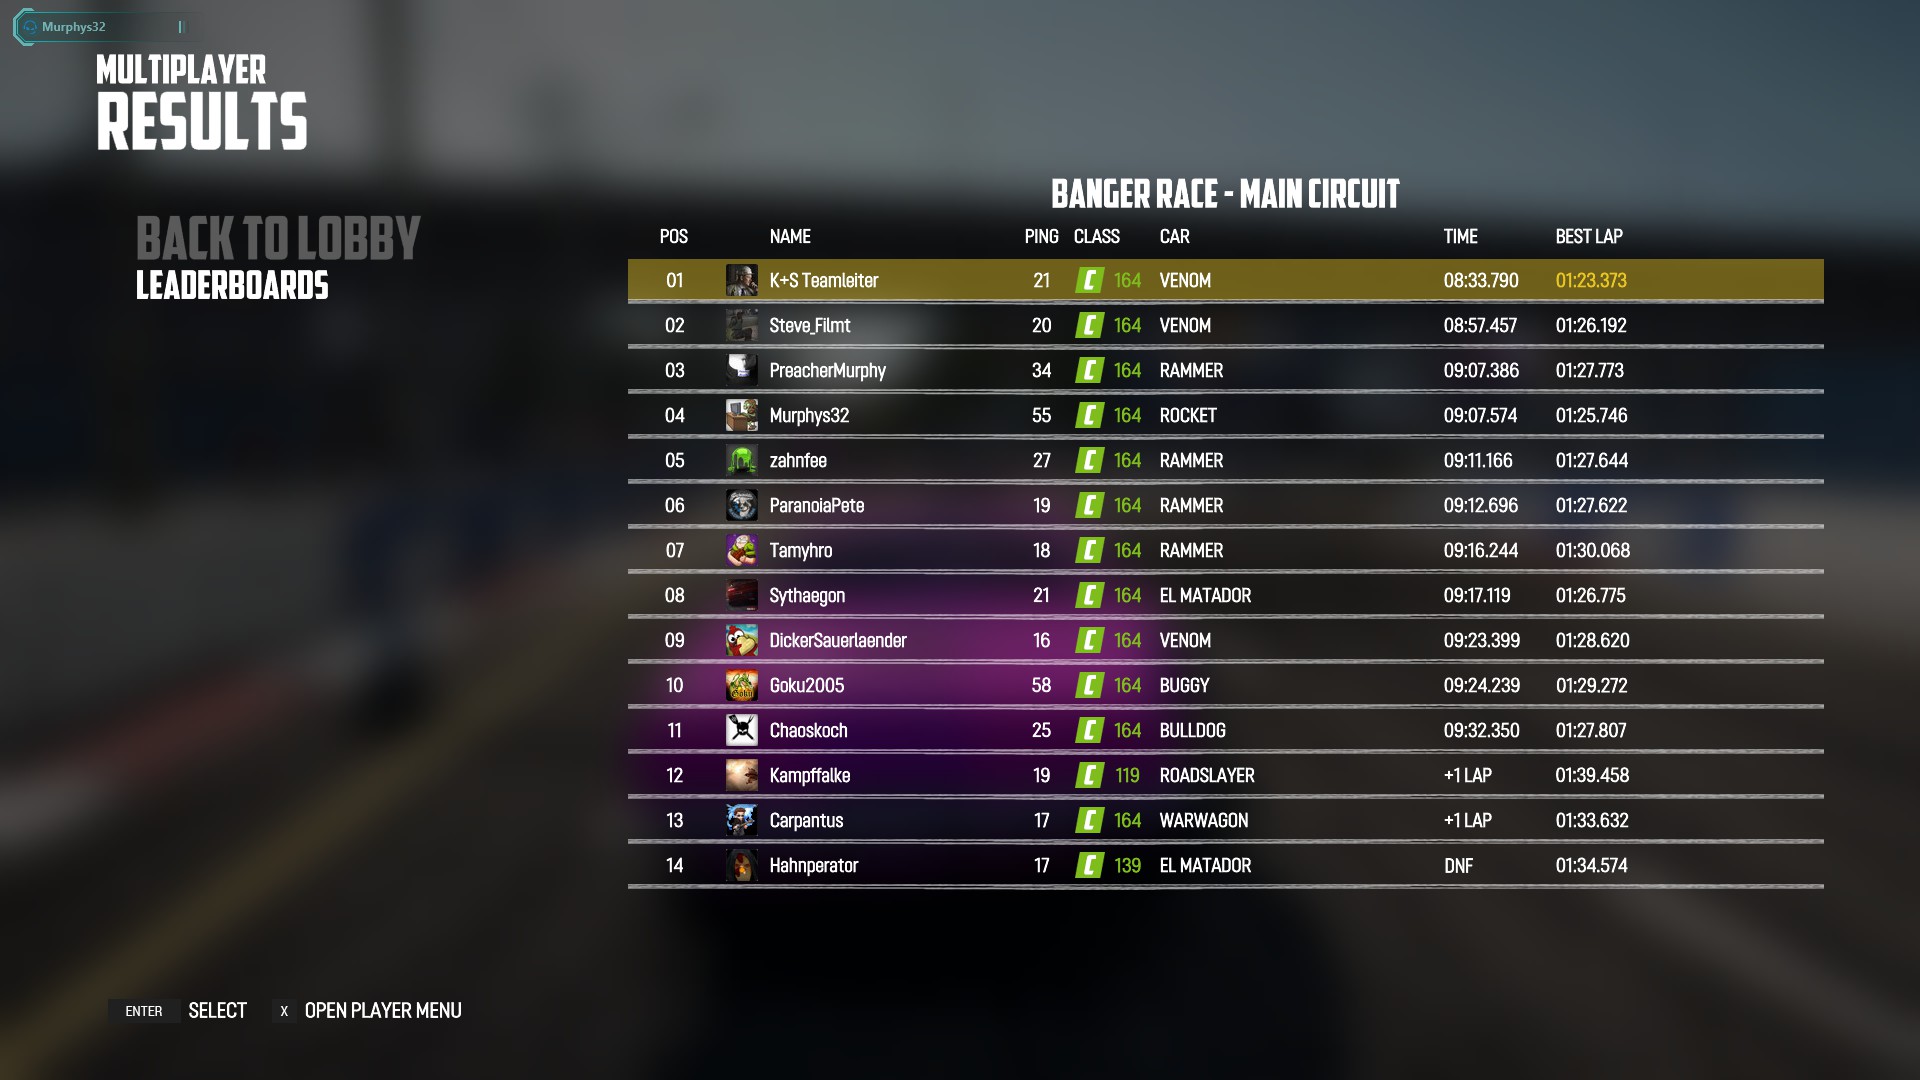 Murphys32
MULTIPLAYER
RESULTS
BACK TO LOBBY
LEADERBOARDS
BANGER RACE - MAIN CIRCUIT
POS NAME PING CLASS CAR TIME BEST LAP
01 K+S Teamleiter 21 C 164 VENOM 08:33.790 01:23.373
02 Steve_Filmt 20 C 164 VENOM 08:57.457 01:26.192
03 PreacherMurphy 34 C 164 RAMMER 09:07.386 01:27.773
04 Murphys32 55 C 164 ROCKET 09:07.574 01:25.746
05 zahnfee 27 C 164 RAMMER 09:11.166 01:27.644
06 ParanoiaPete 19 C 164 RAMMER 09:12.696 01:27.622
07 Tamyhro 18 C 164 RAMMER 09:16.244 01:30.068
08 Sythaegon 21 C 164 EL MATADOR 09:17.119 01:26.775
09 DickerSauerlaender 16 C 164 VENOM 09:23.399 01:28.620
10 Goku2005 58 C 164 BUGGY 09:24.239 01:29.272
11 Chaoskoch 25 C 164 BULLDOG 09:32.350 01:27.807
12 Kampffalke 19 C 119 ROADSLAYER +1 LAP 01:39.458
13 Carpantus 17 C 164 WARWAGON +1 LAP 01:33.632
14 Hahnperator 17 C 139 EL MATADOR DNF 01:34.574
ENTER SELECT X OPEN PLAYER MENU